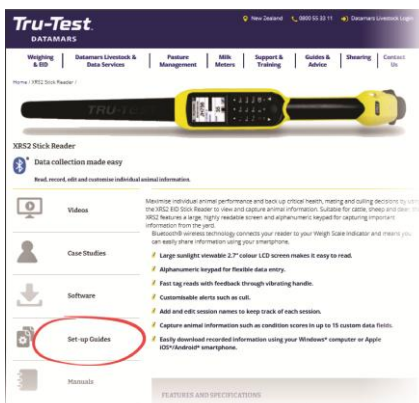 Tru-Test.
DATAMARS
New Zealand 0800 55 33 11 Datamars Livestock Login
Weighing & EID
Datamars Livestock & Data Services
Pasture Management
Milk Meters
Support & Training
Guides & Advice
Shearing
Contact Us
Home / XRS2 Stick Reader /
TRU-TEST
XRS2 Stick Reader
Data collection made easy
Read, record, edit and customise individual animal information.
Videos
Case Studies
Software
Set-up Guides
Manuals
Maximise individual animal performance and back up critical health, mating and culling decisions by
the XRS2 EID Stick Reader to view and capture animal information. Suitable for cattle, sheep and deer
XRS2 features a large, highly readable screen and alphanumeric keypad for capturing important
information from the yard.
Bluetooth® wireless technology connects your reader to your Weigh Scale Indicator and means you
can easily share information using your smartphone.
Large sunlight viewable 2.7" colour LCD screen makes it easy to read.
Alphanumeric keypad for flexible data entry.
Fast tag reads with feedback through vibrating handle.
Customisable alerts such as cull.
Add and edit session names to keep track of each session.
Capture animal information such as condition scores in up to 15 custom data fields.
Easily download recorded information using your Windows® computer or Apple
iOS®/Android® smartphone.
FEATURES AND SPECIFICATIONS